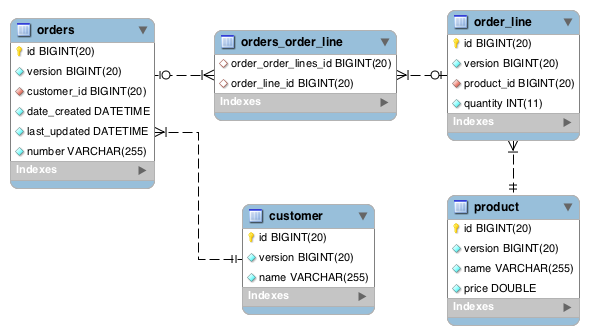 orders
id BIGINT(20)
version BIGINT(20)
customer_id BIGINT(20)
date_created DATETIME
last_updated DATETIME
number VARCHAR(255)
Indexes
orders_order_line
order_order_lines_id BIGINT(20)
order_line_id BIGINT(20)
Indexes
order_line
id BIGINT(20)
version BIGINT(20)
product_id BIGINT(20)
quantity INT(11)
Indexes
customer
id BIGINT(20)
version BIGINT(20)
name VARCHAR(255)
Indexes
product
id BIGINT(20)
version BIGINT(20)
name VARCHAR(255)
price DOUBLE
Indexes